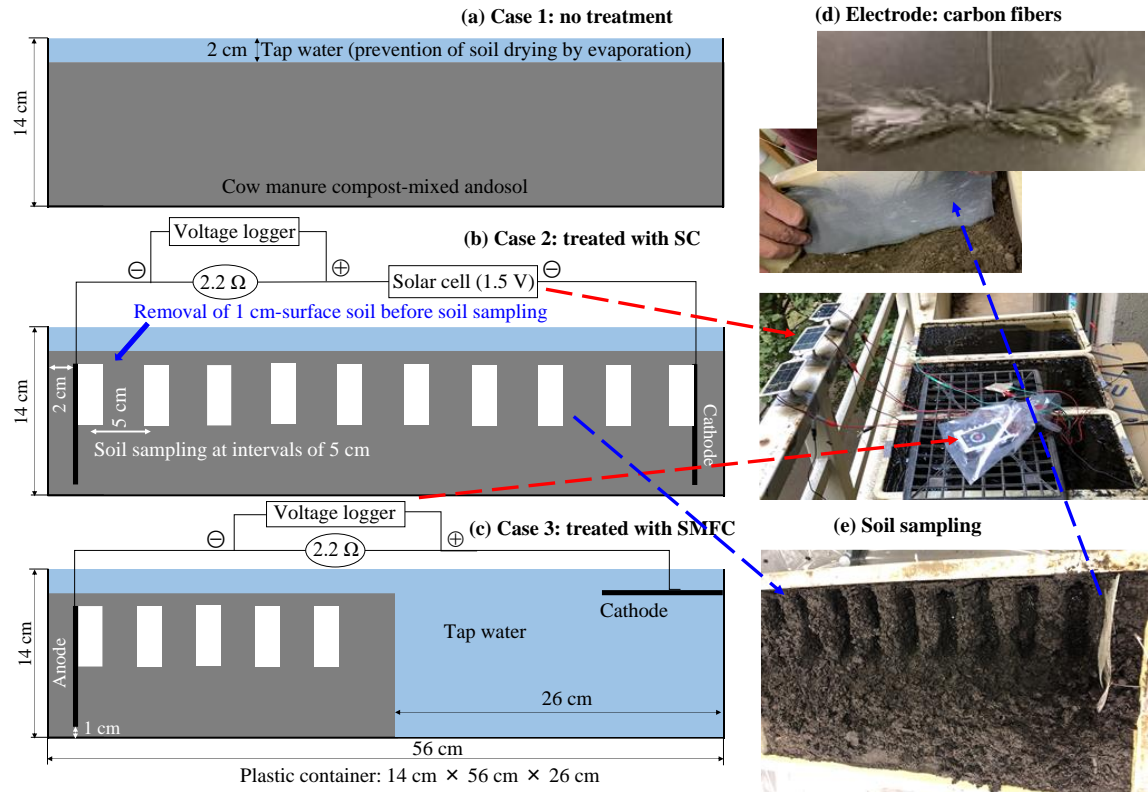 (a) Case 1: no treatment
2 cm
Tap water (prevention of soil drying by evaporation)
14 cm
Cow manure compost-mixed andosol
Voltage logger
(b) Case 2: treated with SC
⊖
⊕
⊖
2.2 Ω
Solar cell (1.5 V)
Removal of 1 cm-surface soil before soil sampling
14 cm
2 cm
5 cm
Soil sampling at intervals of 5 cm
Cathode
Voltage logger
(c) Case 3: treated with SMFC
⊖
2.2 Ω
⊕
14 cm
Anode
Cathode
Tap water
26 cm
1 cm
56 cm
Plastic container: 14 cm × 56 cm × 26 cm
(d) Electrode: carbon fibers
(e) Soil sampling